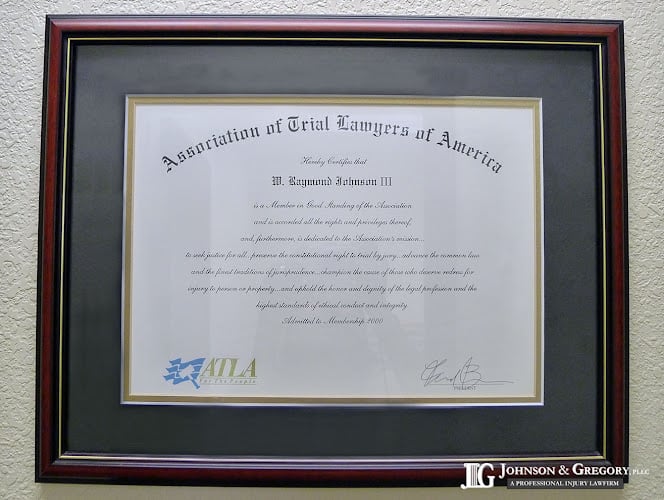 Association of Trial Lawyers of America
Hereby Certifies that
W. Raymond Johnson III
is a Member in Good Standing of the Association
and is accorded all the rights and privileges thereof,
and, furthermore, is dedicated to the Association's mission...
to seek justice for all...preserve the constitutional right to trial by jury...advance the common law
and the finest traditions of jurisprudence...champion the cause of those who deserve redress for
injury to person or property...and uphold the honor and dignity of the legal profession and the
highest standards of ethical conduct and integrity.
Admitted to Membership 2000
ATLA
For The People
PRESIDENT
JG JOHNSON & GREGORY, PLLC
A PROFESSIONAL INJURY LAWFIRM